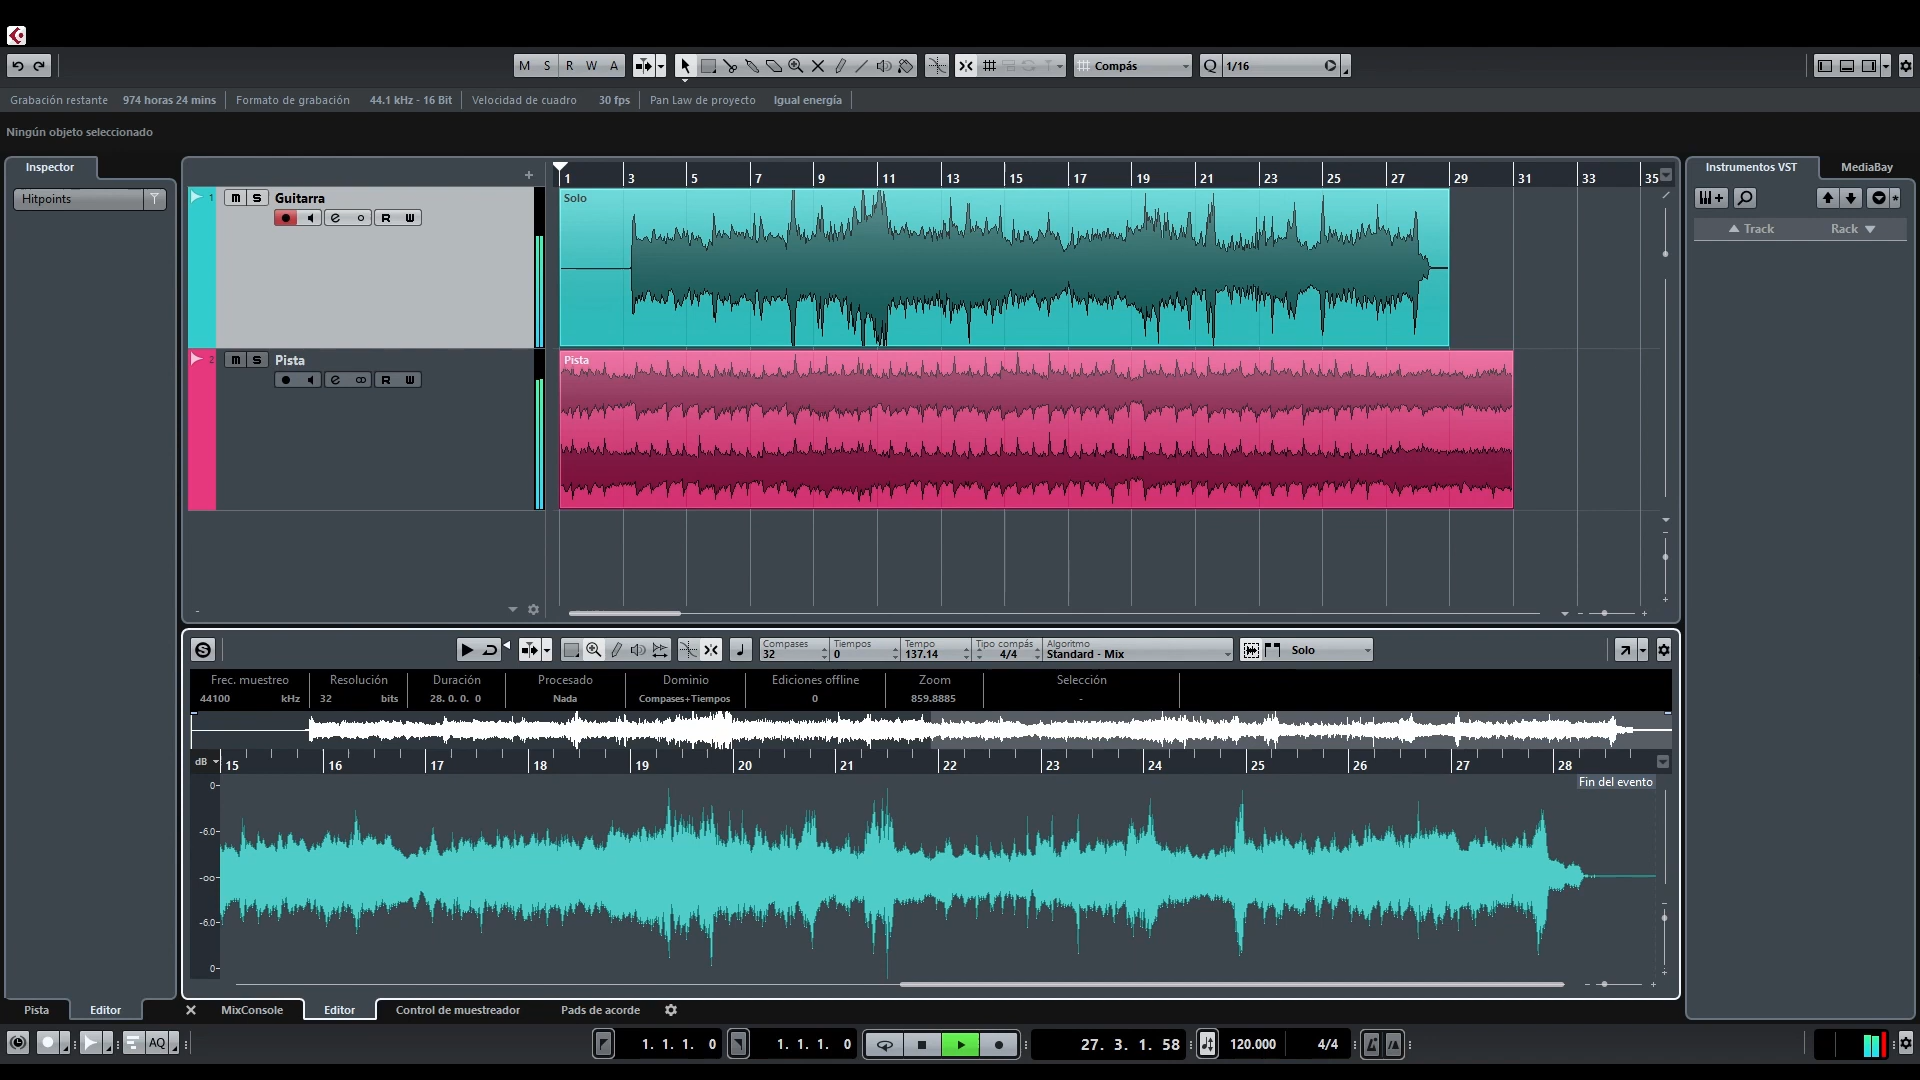 M S R W A
Compás
Q 1/16
Grabación restante 974 horas 24 mins Formato de grabación 44.1 kHz - 16 Bit Velocidad de cuadro 30 fps Pan Law de proyecto Igual energía
Ningún objeto seleccionado
Inspector
Hitpoints
1 3 5 7 9 11 13 15 17 19 21 23 25 27 29 31 33 35
1 m S Guitarra
e R W
Solo
2 m S Pista
e R W
Pista
Instrumentos VST MediaBay
Track Rack
Compases 32
Tiempos 0
Tempo 137.14
Tipo compás 4/4
Algoritmo Standard - Mix
Solo
Frec. muestreo Resolución Duración Procesado Dominio Ediciones offline Zoom Selección
44100 kHz 32 bits 28. 0. 0. 0 Nada Compases+Tiempos 0 859.8885 -
dB 15 16 17 18 19 20 21 22 23 24 25 26 27 28
Fin del evento
0
-6.0
-∞
-6.0
0
Pista Editor MixConsole Editor Control de muestreador Pads de acorde
AQ 1. 1. 1. 0 1. 1. 1. 0 27. 3. 1. 58 120.000 4/4